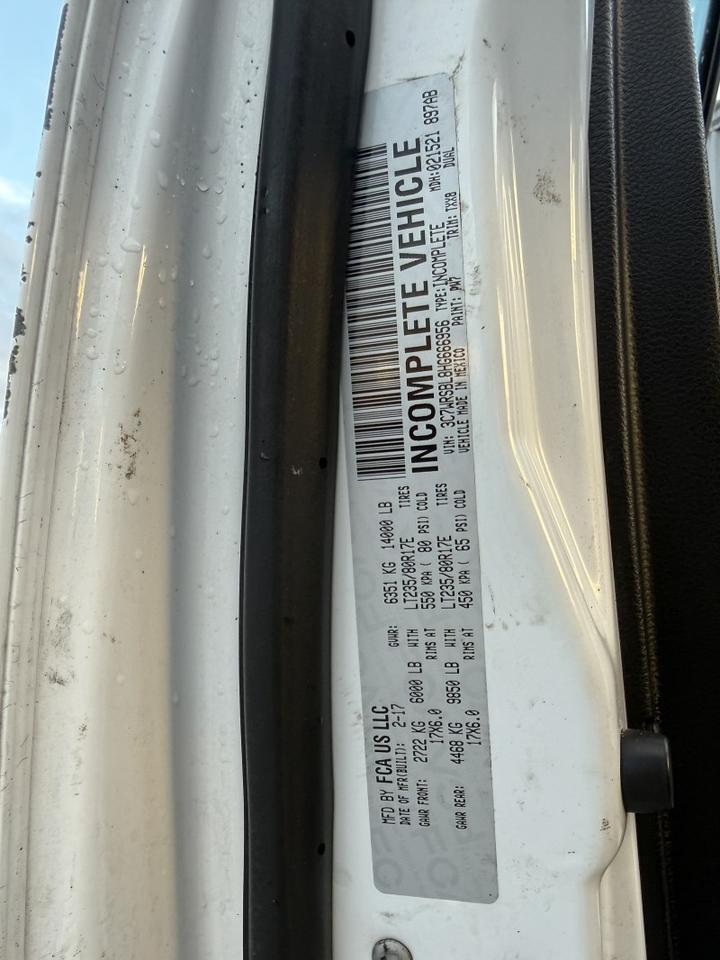 MFD BY FCA US LLC
DATE OF MFR(BUILT): 2-17 GVWR: 6351 KG 14000 LB
GAWR FRONT: 2722 KG 6000 LB WITH LT235/80R17E TIRES
17X6.0 RIMS AT 550 KPA ( 80 PSI) COLD
GAWR REAR: 4468 KG 9850 LB WITH LT235/80R17E TIRES
17X6.0 RIMS AT 450 KPA ( 65 PSI) COLD
INCOMPLETE VEHICLE
VIN: 3C7WRSBL8HG666956 TYPE:INCOMPLETE MDH:021521 897AB
DUAL
VEHICLE MADE IN MEXICO PAINT: PW7 TRIM: TXX8